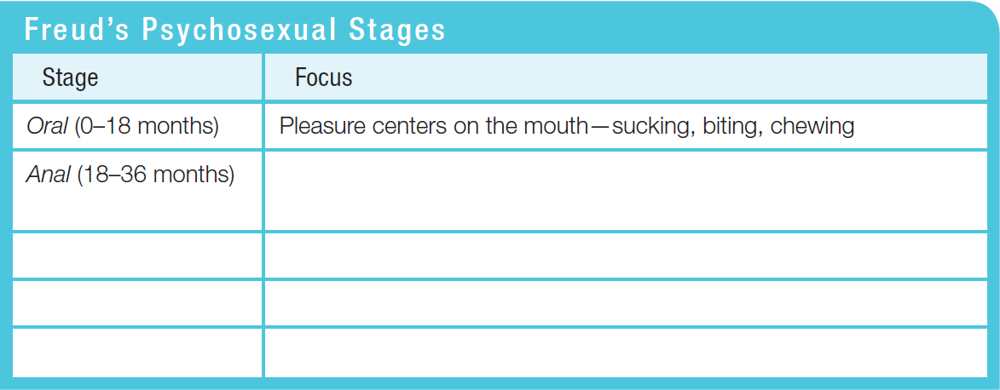 Freud's Psychosexual Stages
Stage Focus
Oral (0–18 months) Pleasure centers on the mouth—sucking, biting, chewing
Anal (18–36 months)